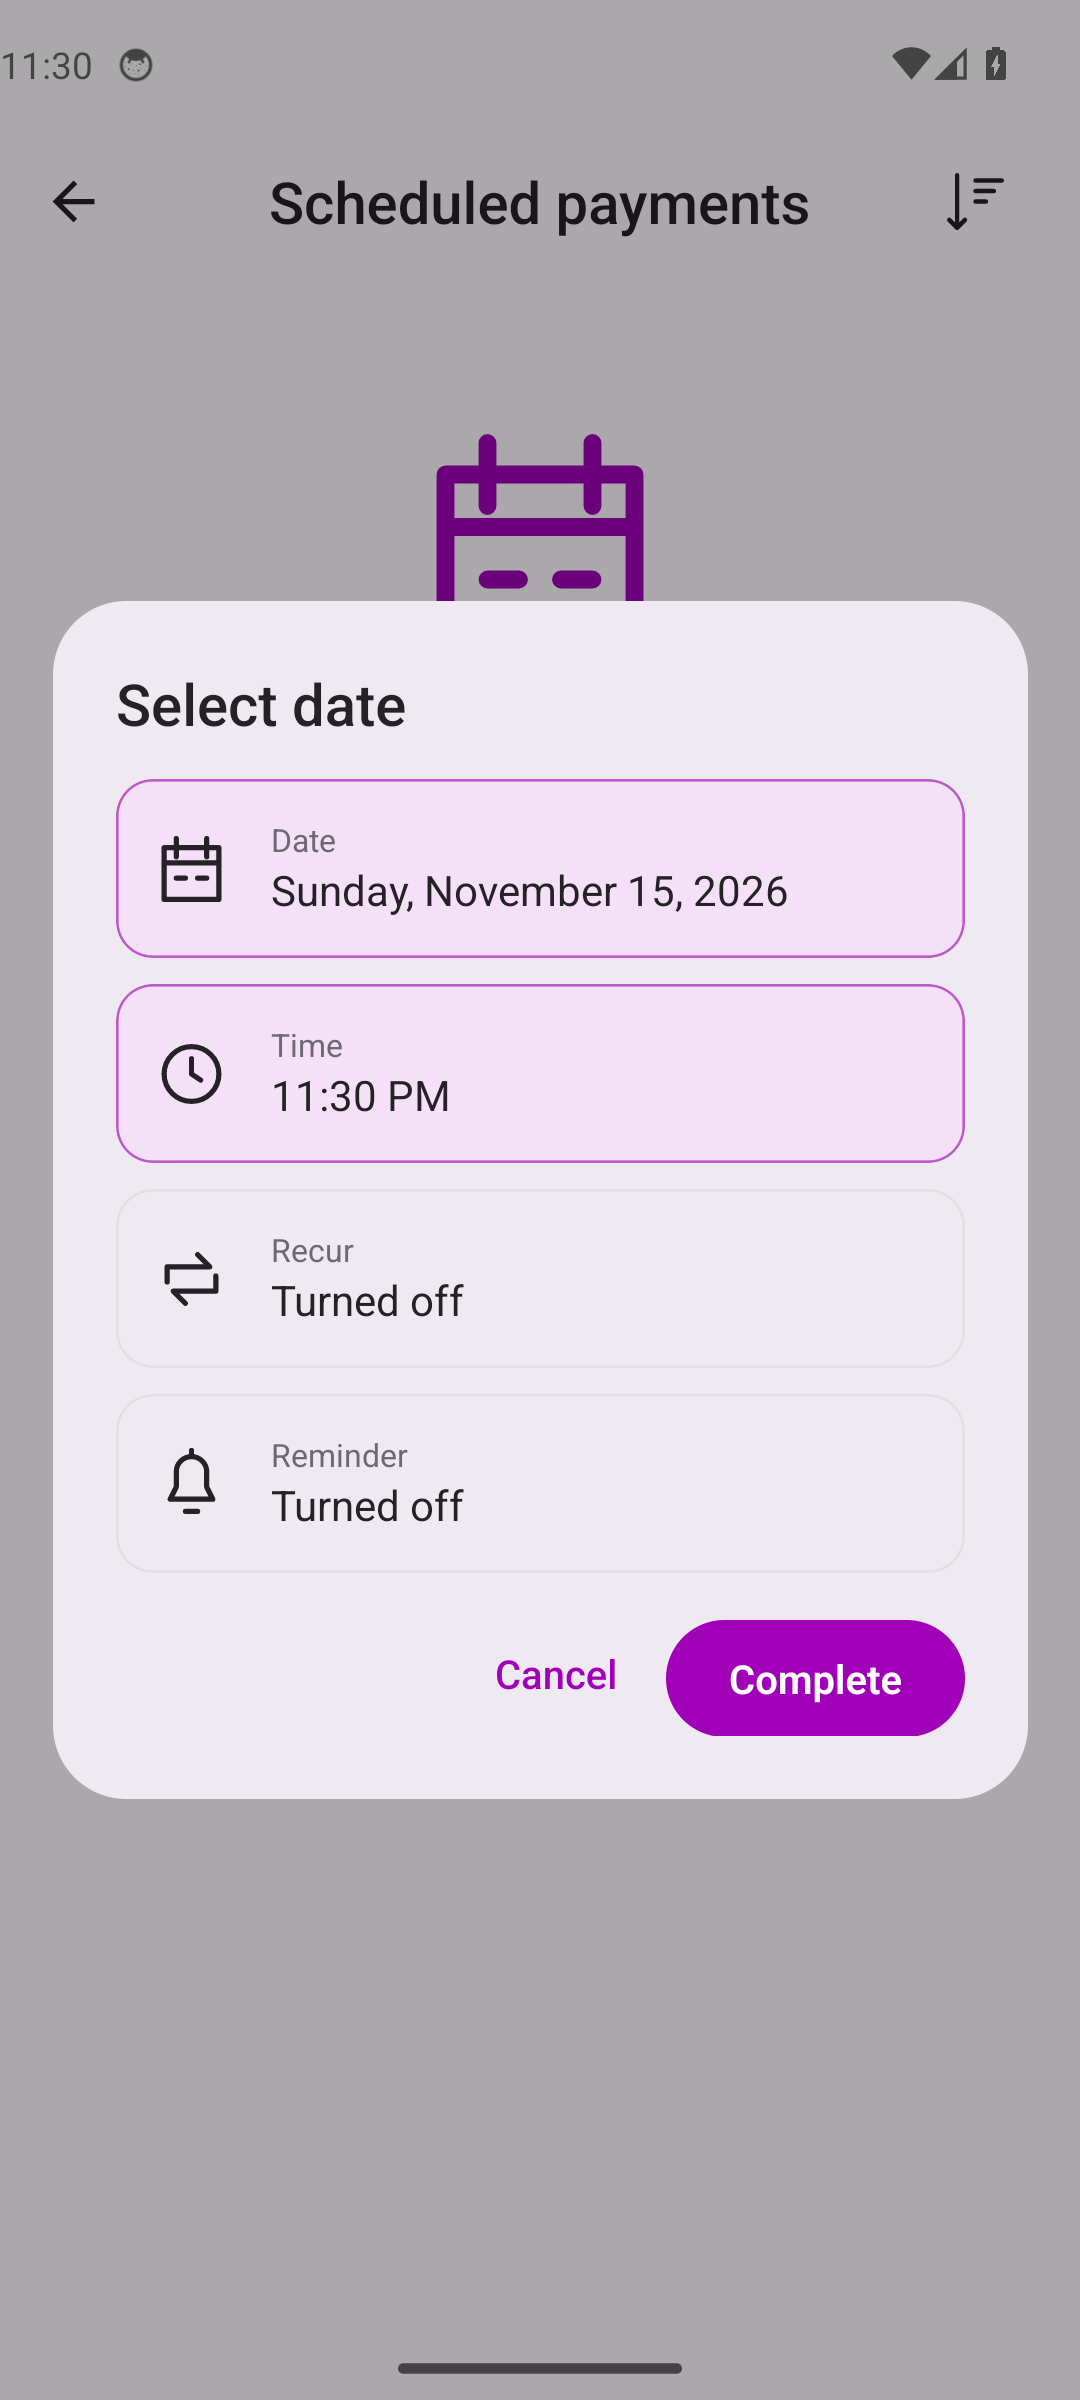 11:30
Scheduled payments
Select date
Date
Sunday, November 15, 2026
Time
11:30 PM
Recur
Turned off
Reminder
Turned off
Cancel
Complete